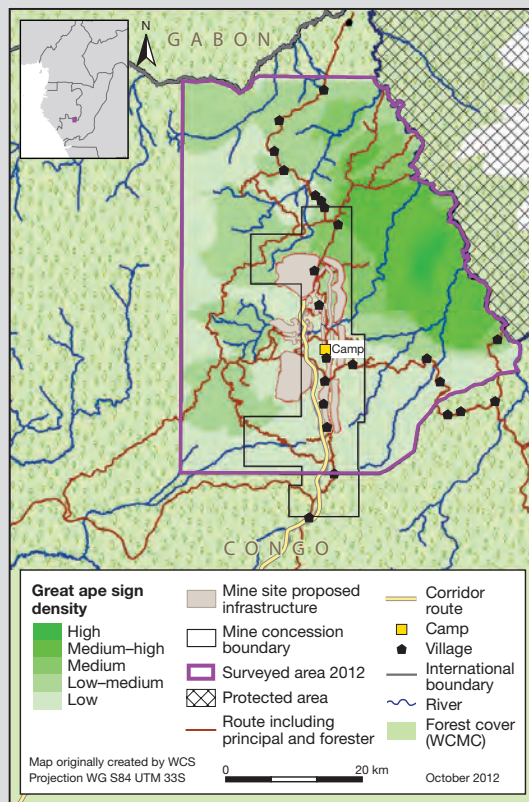 GABON
Camp
CONGO
Great ape sign
density
High
Medium–high
Medium
Low–medium
Low
Mine site proposed
infrastructure
Mine concession
boundary
Surveyed area 2012
Protected area
Route including
principal and forester
Corridor
route
Camp
Village
International
boundary
River
Forest cover
(WCMC)
Map originally created by WCS
Projection WG S84 UTM 33S
0 20 km
October 2012
N